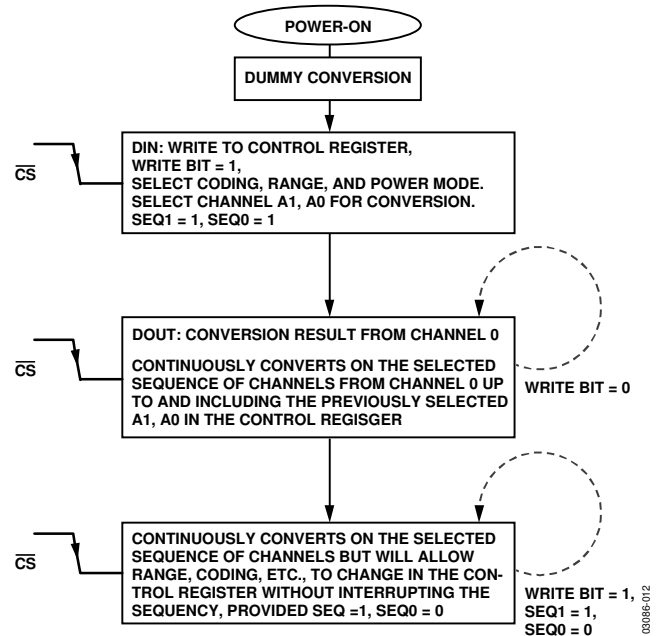 POWER-ON
DUMMY CONVERSION
DIN: WRITE TO CONTROL REGISTER,
WRITE BIT = 1,
SELECT CODING, RANGE, AND POWER MODE.
SELECT CHANNEL A1, A0 FOR CONVERSION.
SEQ1 = 1, SEQ0 = 1
CS
DOUT: CONVERSION RESULT FROM CHANNEL 0
CONTINUOUSLY CONVERTS ON THE SELECTED
SEQUENCE OF CHANNELS FROM CHANNEL 0 UP
TO AND INCLUDING THE PREVIOUSLY SELECTED
A1, A0 IN THE CONTROL REGISGER
CS
WRITE BIT = 0
CONTINUOUSLY CONVERTS ON THE SELECTED
SEQUENCE OF CHANNELS BUT WILL ALLOW
RANGE, CODING, ETC., TO CHANGE IN THE CON-
TROL REGISTER WITHOUT INTERRUPTING THE
SEQUENCY, PROVIDED SEQ =1, SEQ0 = 0
CS
WRITE BIT = 1,
SEQ1 = 1,
SEQ0 = 0
03086-012